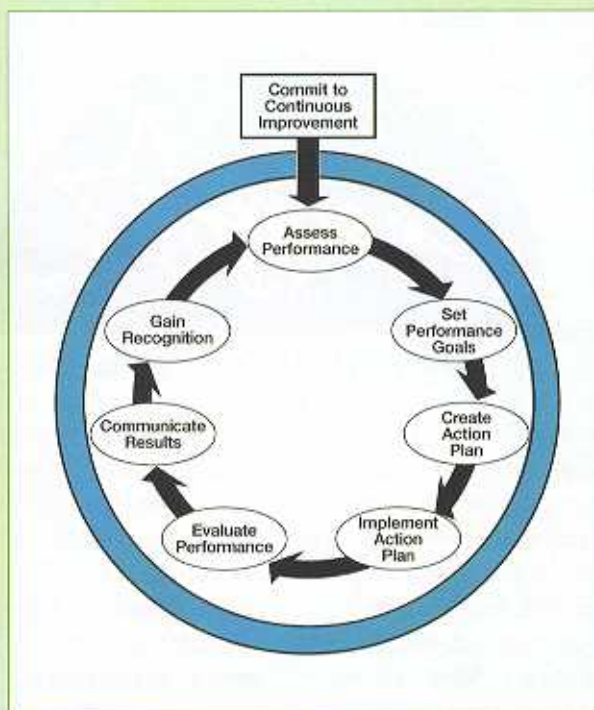 Commit to
Continuous
Improvement
Assess
Performance
Set
Performance
Goals
Create
Action
Plan
Implement
Action
Plan
Evaluate
Performance
Communicate
Results
Gain
Recognition